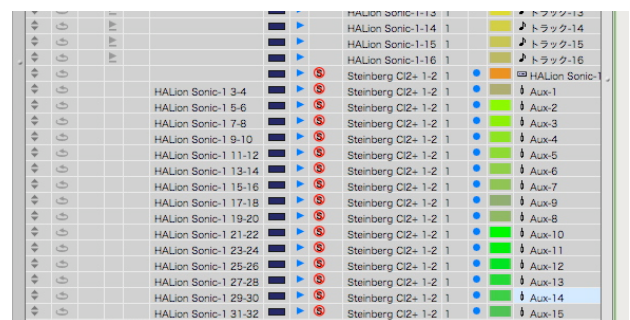 HALion Sonic-1-13 1 トラック-13
HALion Sonic-1-14 1 トラック-14
HALion Sonic-1-15 1 トラック-15
HALion Sonic-1-16 1 トラック-16
S Steinberg CI2+ 1-2 1 HALion Sonic-1
HALion Sonic-1 3-4 S Steinberg CI2+ 1-2 1 Aux-1
HALion Sonic-1 5-6 S Steinberg CI2+ 1-2 1 Aux-2
HALion Sonic-1 7-8 S Steinberg CI2+ 1-2 1 Aux-3
HALion Sonic-1 9-10 S Steinberg CI2+ 1-2 1 Aux-4
HALion Sonic-1 11-12 S Steinberg CI2+ 1-2 1 Aux-5
HALion Sonic-1 13-14 S Steinberg CI2+ 1-2 1 Aux-6
HALion Sonic-1 15-16 S Steinberg CI2+ 1-2 1 Aux-7
HALion Sonic-1 17-18 S Steinberg CI2+ 1-2 1 Aux-9
HALion Sonic-1 19-20 S Steinberg CI2+ 1-2 1 Aux-8
HALion Sonic-1 21-22 S Steinberg CI2+ 1-2 1 Aux-10
HALion Sonic-1 23-24 S Steinberg CI2+ 1-2 1 Aux-11
HALion Sonic-1 25-26 S Steinberg CI2+ 1-2 1 Aux-12
HALion Sonic-1 27-28 S Steinberg CI2+ 1-2 1 Aux-13
HALion Sonic-1 29-30 S Steinberg CI2+ 1-2 1 Aux-14
HALion Sonic-1 31-32 S Steinberg CI2+ 1-2 1 Aux-15